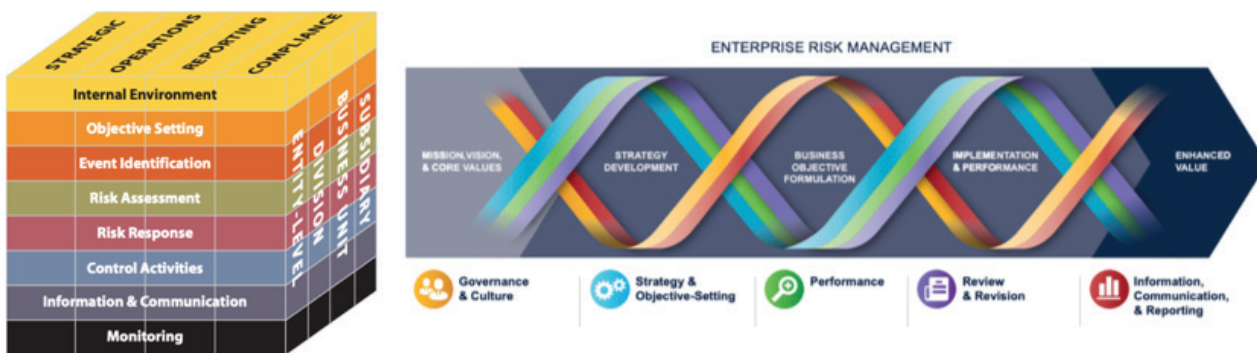 STRATEGIC
OPERATIONS
REPORTING
COMPLIANCE
Internal Environment
Objective Setting
Event Identification
Risk Assessment
Risk Response
Control Activities
Information & Communication
Monitoring
ENTITY-LEVEL
DIVISION
BUSINESS UNIT
SUBSIDIARY
ENTERPRISE RISK MANAGEMENT
MISSION, VISION,
& CORE VALUES
STRATEGY
DEVELOPMENT
BUSINESS
OBJECTIVE
FORMULATION
IMPLEMENTATION
& PERFORMANCE
ENHANCED
VALUE
Governance
& Culture
Strategy &
Objective-Setting
Performance
Review
& Revision
Information,
Communication,
& Reporting